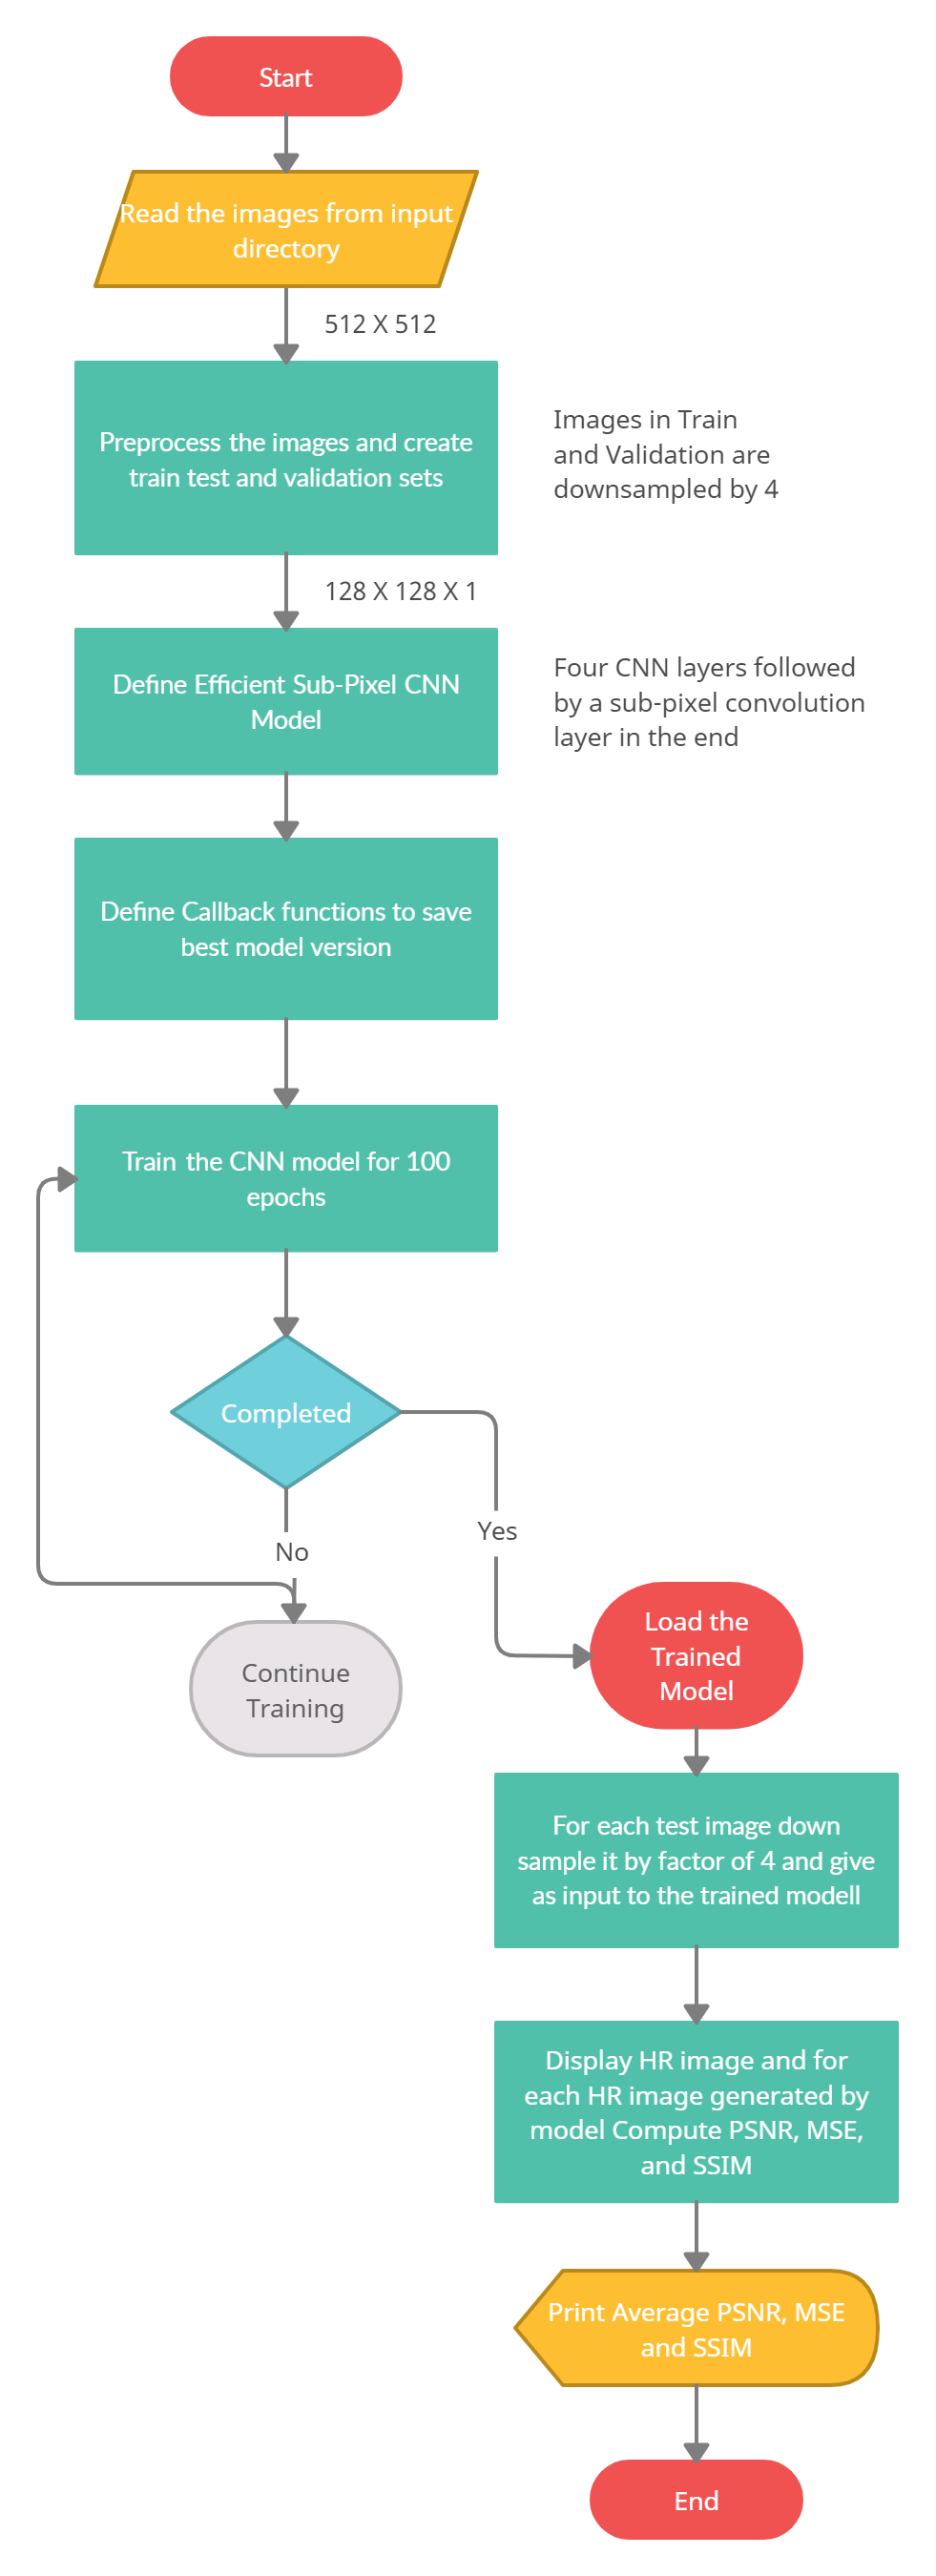 Start
Read the images from input
directory
512 X 512
Preprocess the images and create
train test and validation sets
Images in Train
and Validation are
downsampled by 4
128 X 128 X 1
Define Efficient Sub-Pixel CNN
Model
Four CNN layers followed
by a sub-pixel convolution
layer in the end
Define Callback functions to save
best model version
Train the CNN model for 100
epochs
Completed
No
Yes
Continue
Training
Load the
Trained
Model
For each test image down
sample it by factor of 4 and give
as input to the trained modell
Display HR image and for
each HR image generated by
model Compute PSNR, MSE,
and SSIM
Print Average PSNR, MSE
and SSIM
End